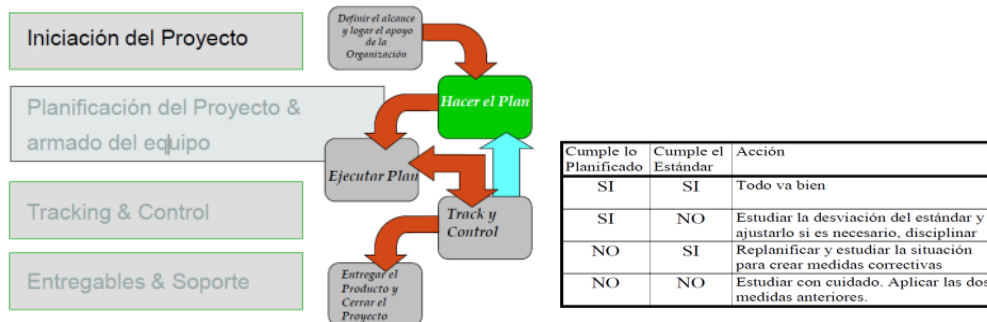 Iniciación del Proyecto
Planificación del Proyecto &
armado del equipo
Tracking & Control
Entregables & Soporte
Definir el alcance
y logar el apoyo
de la
Organización
Hacer el Plan
Ejecutar Plan
Track y
Control
Entregar el
Producto y
Cerrar el
Proyecto
Cumple lo Planificado
Cumple el Estándar
Acción
SI SI Todo va bien
SI NO Estudiar la desviación del estándar y
ajustarlo si es necesario, disciplinar
NO SI Replanificar y estudiar la situación
para crear medidas correctivas
NO NO Estudiar con cuidado. Aplicar las dos
medidas anteriores.